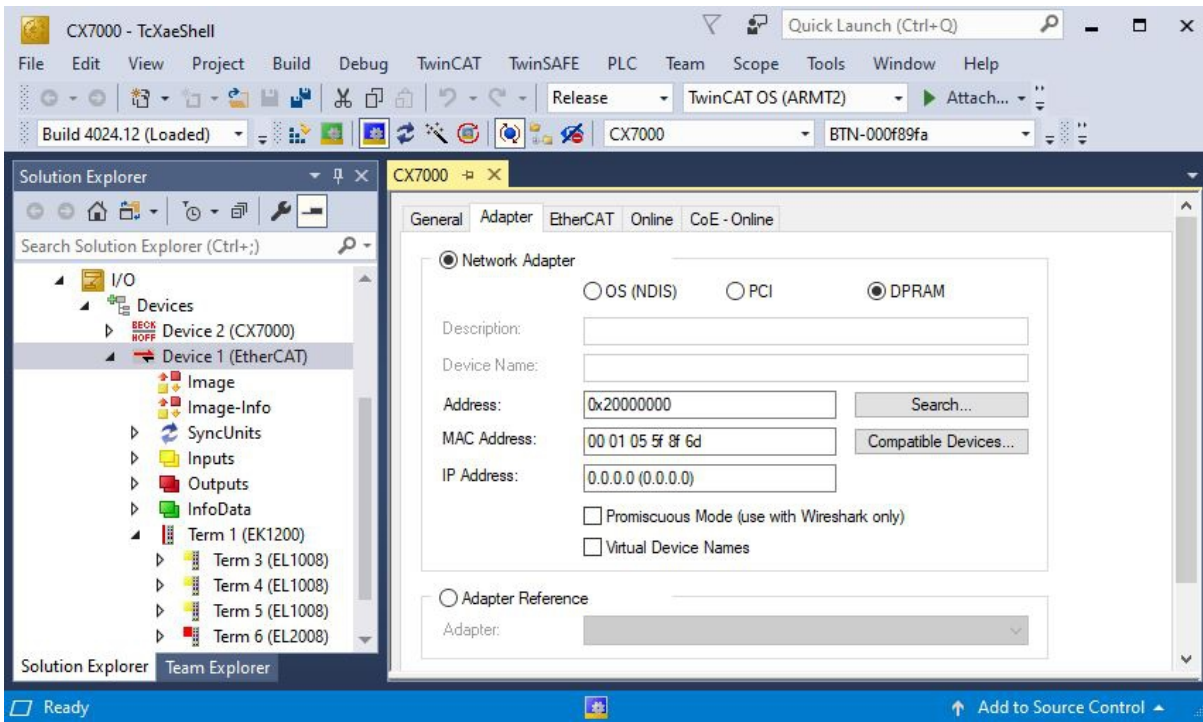 CX7000 - TcXaeShell
Quick Launch (Ctrl+Q)
File Edit View Project Build Debug TwinCAT TwinSAFE PLC Team Scope Tools Window Help
Release TwinCAT OS (ARMT2) Attach...
Build 4024.12 (Loaded) CX7000 BTN-000f89fa
Solution Explorer
Search Solution Explorer (Ctrl+;)
I/O
Devices
BECKHOFF Device 2 (CX7000)
Device 1 (EtherCAT)
Image
Image-Info
SyncUnits
Inputs
Outputs
InfoData
Term 1 (EK1200)
Term 3 (EL1008)
Term 4 (EL1008)
Term 5 (EL1008)
Term 6 (EL2008)
Solution Explorer Team Explorer
CX7000
General Adapter EtherCAT Online CoE - Online
Network Adapter
OS (NDIS) PCI DPRAM
Description:
Device Name:
Address: 0x20000000 Search...
MAC Address: 00 01 05 5f 8f 6d Compatible Devices...
IP Address: 0.0.0.0 (0.0.0.0)
Promiscuous Mode (use with Wireshark only)
Virtual Device Names
Adapter Reference
Adapter:
Ready Add to Source Control